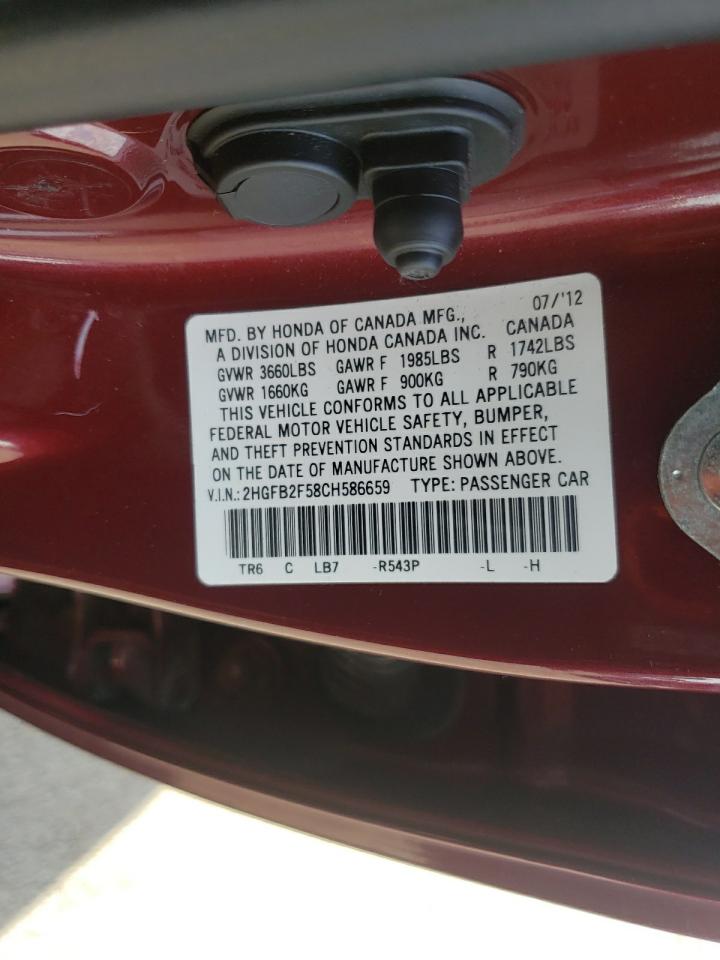 MFD. BY HONDA OF CANADA MFG., 07/'12
A DIVISION OF HONDA CANADA INC. CANADA
GVWR 3660LBS GAWR F 1985LBS R 1742LBS
GVWR 1660KG GAWR F 900KG R 790KG
THIS VEHICLE CONFORMS TO ALL APPLICABLE
FEDERAL MOTOR VEHICLE SAFETY, BUMPER,
AND THEFT PREVENTION STANDARDS IN EFFECT
ON THE DATE OF MANUFACTURE SHOWN ABOVE.
V.I.N.: 2HGFB2F58CH586659 TYPE: PASSENGER CAR
TR6 C LB7 -R543P -L -H